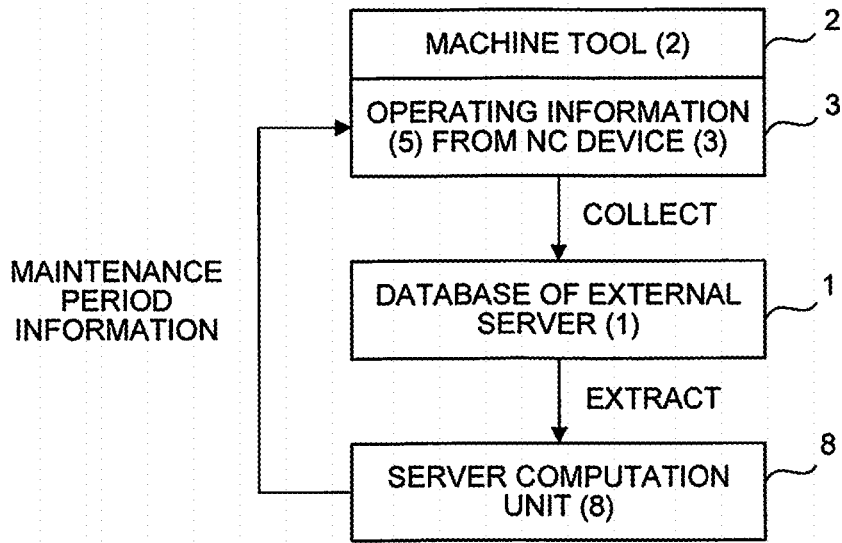 MACHINE TOOL (2)
2
OPERATING INFORMATION
(5) FROM NC DEVICE (3)
3
COLLECT
MAINTENANCE
PERIOD
INFORMATION
DATABASE OF EXTERNAL
SERVER (1)
1
EXTRACT
SERVER COMPUTATION
UNIT (8)
8